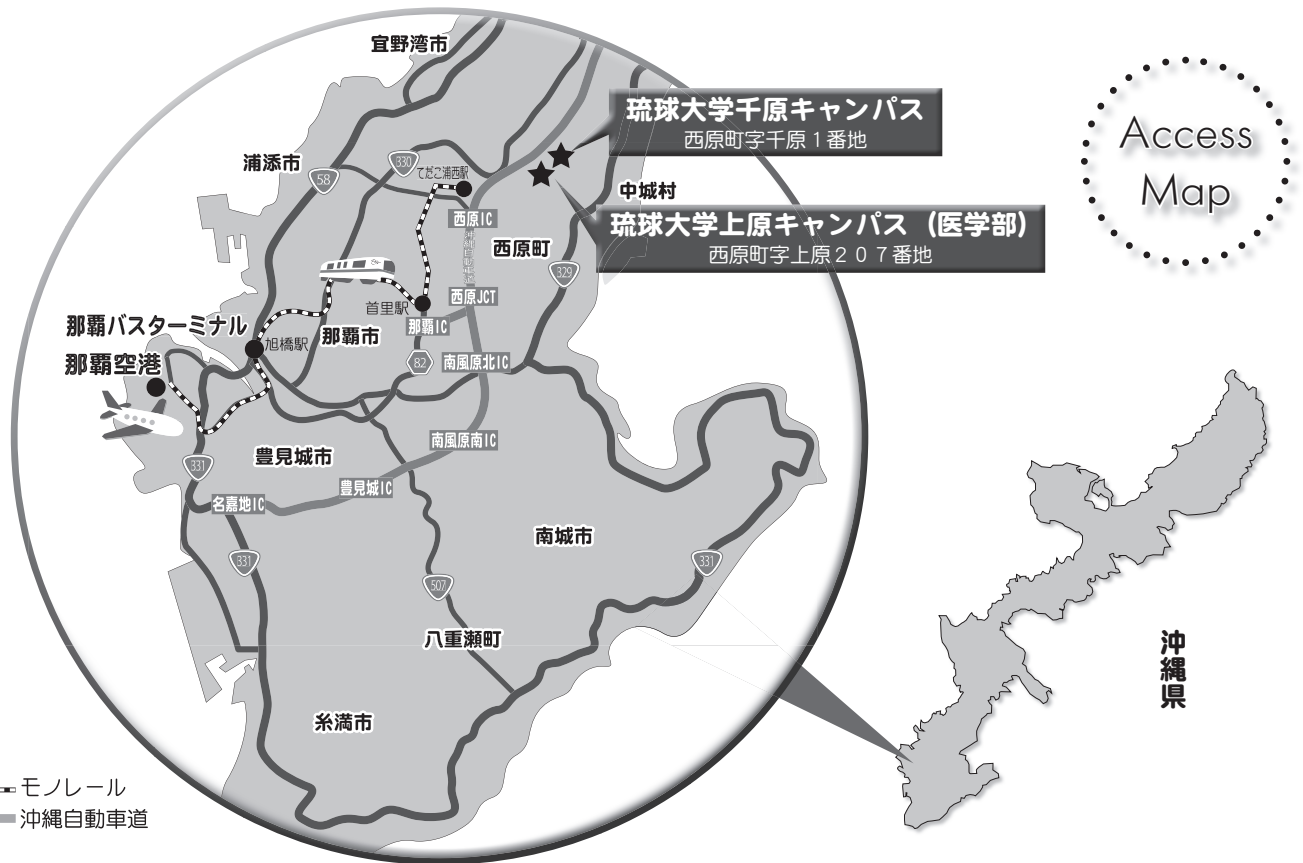 宜野湾市
琉球大学千原キャンパス
西原町字千原1番地
Access
Map
浦添市
330
てだこ浦西駅
58
中城村
琉球大学上原キャンパス（医学部）
西原町字上原207番地
西原IC
沖縄自動車道
西原町
329
西原JCT
首里駅
那覇IC
那覇バスターミナル
旭橋駅
那覇市
那覇空港
82
南風原北IC
南風原南IC
豊見城市
331
豊見城IC
名嘉地IC
南城市
331
331
507
八重瀬町
沖縄県
糸満市
モノレール
沖縄自動車道